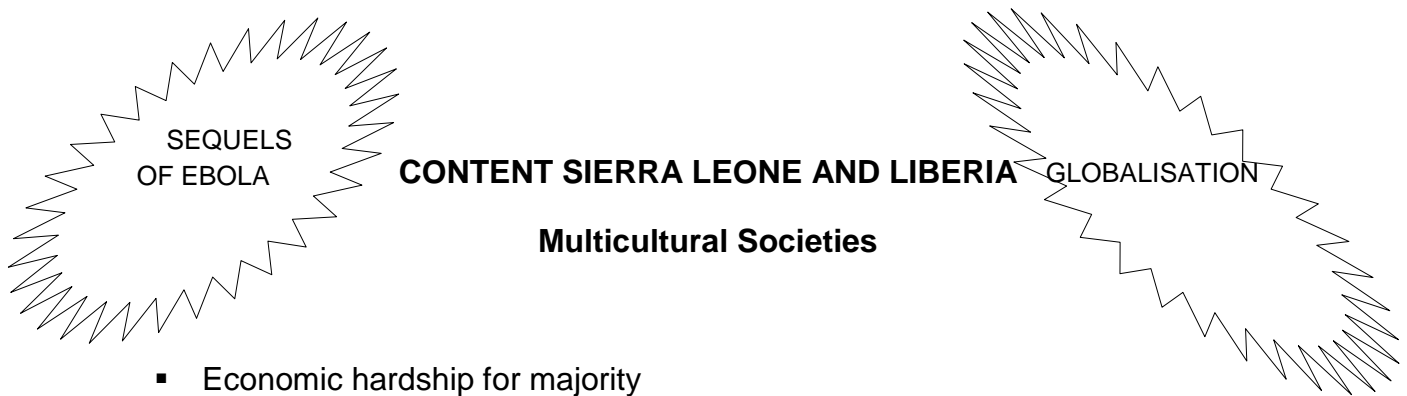 SEQUELS
OF EBOLA
CONTENT SIERRA LEONE AND LIBERIA
GLOBALISATION
Multicultural Societies
▪ Economic hardship for majority